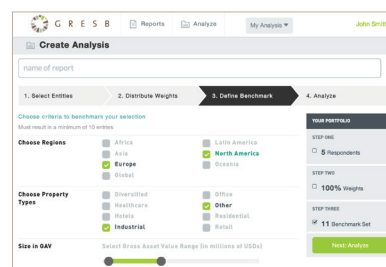 G R E S B
Reports
Analyze
My Analysis
John Smith
Create Analysis
name of report
1. Select Entities
2. Distribute Weights
3. Define Benchmark
4. Analyze
Choose criteria to benchmark your selection
Must result in a minimum of 10 entries
YOUR PORTFOLIO
Choose Regions
Africa
Latin America
Asia
North America
Europe
Oceania
Global
STEP ONE
5 Respondents
STEP TWO
100% Weights
Choose Property Types
Diversified
Office
Healthcare
Other
Hotels
Residential
Industrial
Retail
STEP THREE
11 Benchmark Set
Size in GAV
Select Gross Asset Value Range (in millions of USDs)
Next: Analyze